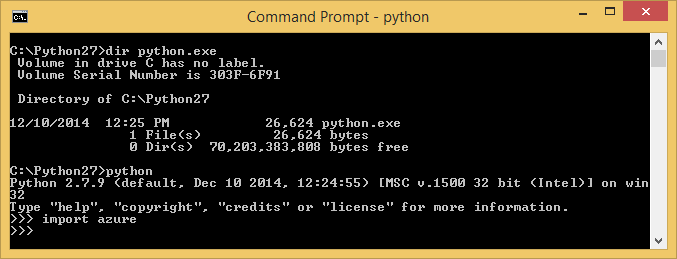 Command Prompt - python
C:\Python27>dir python.exe
Volume in drive C has no label.
Volume Serial Number is 303F-6F91
Directory of C:\Python27
12/10/2014  12:25 PM            26,624 python.exe
1 File(s)         26,624 bytes
0 Dir(s)  70,203,383,808 bytes free
C:\Python27>python
Python 2.7.9 (default, Dec 10 2014, 12:24:55) [MSC v.1500 32 bit (Intel)] on win
32
Type "help", "copyright", "credits" or "license" for more information.
>>> import azure
>>>